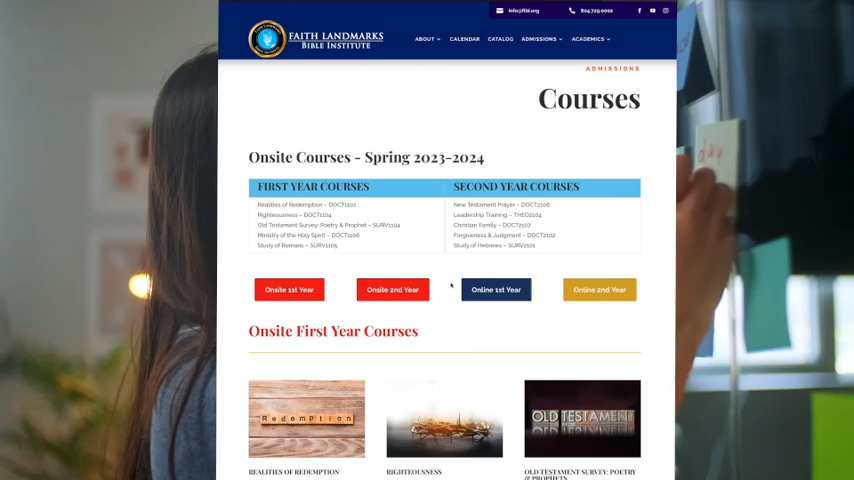 info@flbi.org
804.729.0002
FAITH LANDMARKS
BIBLE INSTITUTE
ABOUT
CALENDAR
CATALOG
ADMISSIONS
ACADEMICS
ADMISSIONS
Courses
Onsite Courses - Spring 2023-2024
FIRST YEAR COURSES
Realities of Redemption – DOCT1102
Righteousness – DOCT1104
Old Testament Survey: Poetry & Prophet – SURV1104
Ministry of the Holy Spirit – DOCT1106
Study of Romans – SURV1105
SECOND YEAR COURSES
New Testament Prayer – DOCT2106
Leadership Training – THEO2104
Christian Family – DOCT2107
Forgiveness & Judgment – DOCT2102
Study of Hebrews – SURV2101
Onsite 1st Year
Onsite 2nd Year
Online 1st Year
Online 2nd Year
Onsite First Year Courses
Redemption
OLD TESTAMENT
REALITIES OF REDEMPTION
RIGHTEOUSNESS
OLD TESTAMENT SURVEY: POETRY
& PROPHETS
day